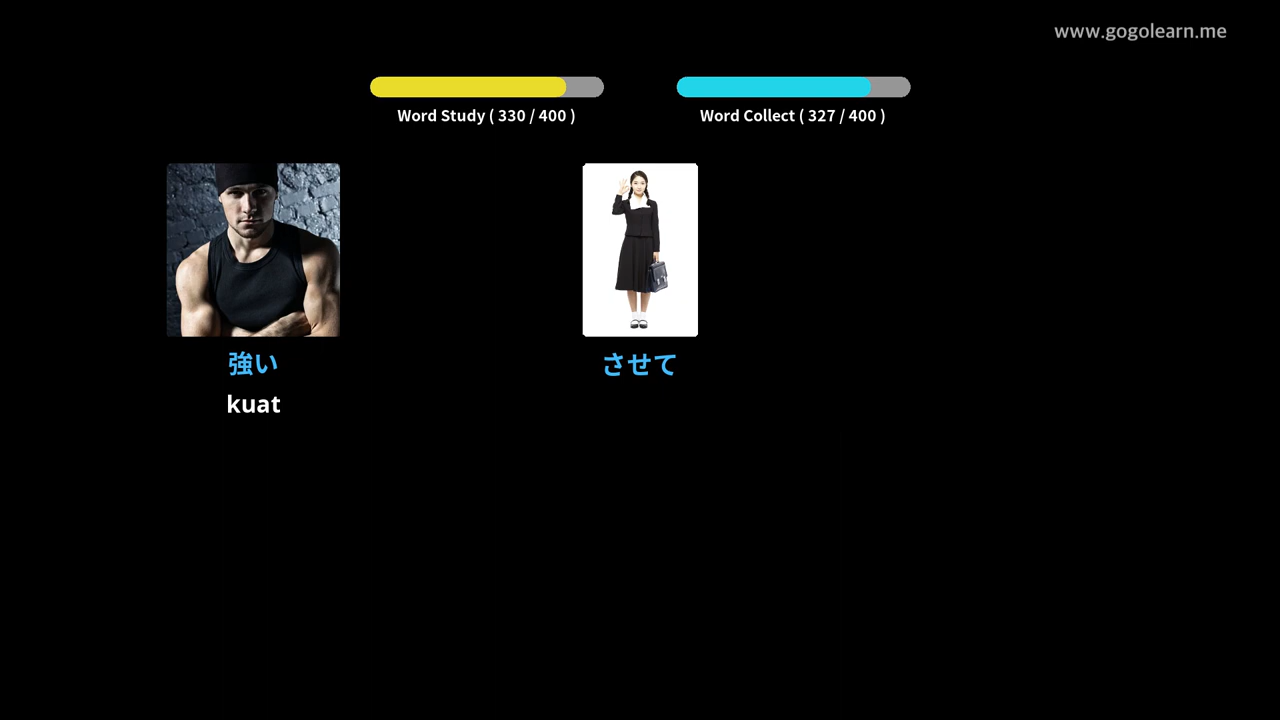 www.gogolearn.me
Word Study ( 330 / 400 )
Word Collect ( 327 / 400 )
強い
させて
kuat